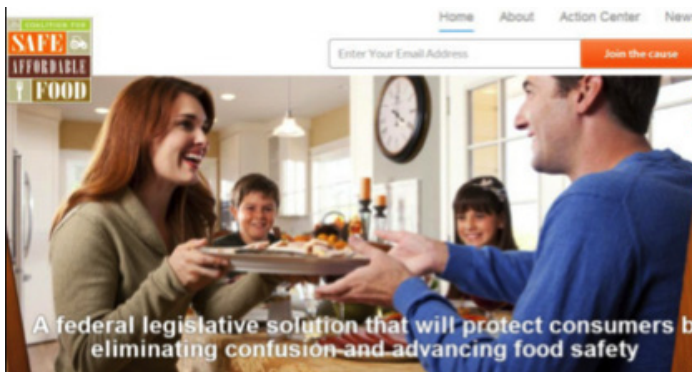 COALITION FOR
SAFE
AFFORDABLE
FOOD
Home About Action Center New
Enter Your Email Address
Join the cause
A federal legislative solution that will protect consumers b
eliminating confusion and advancing food safety